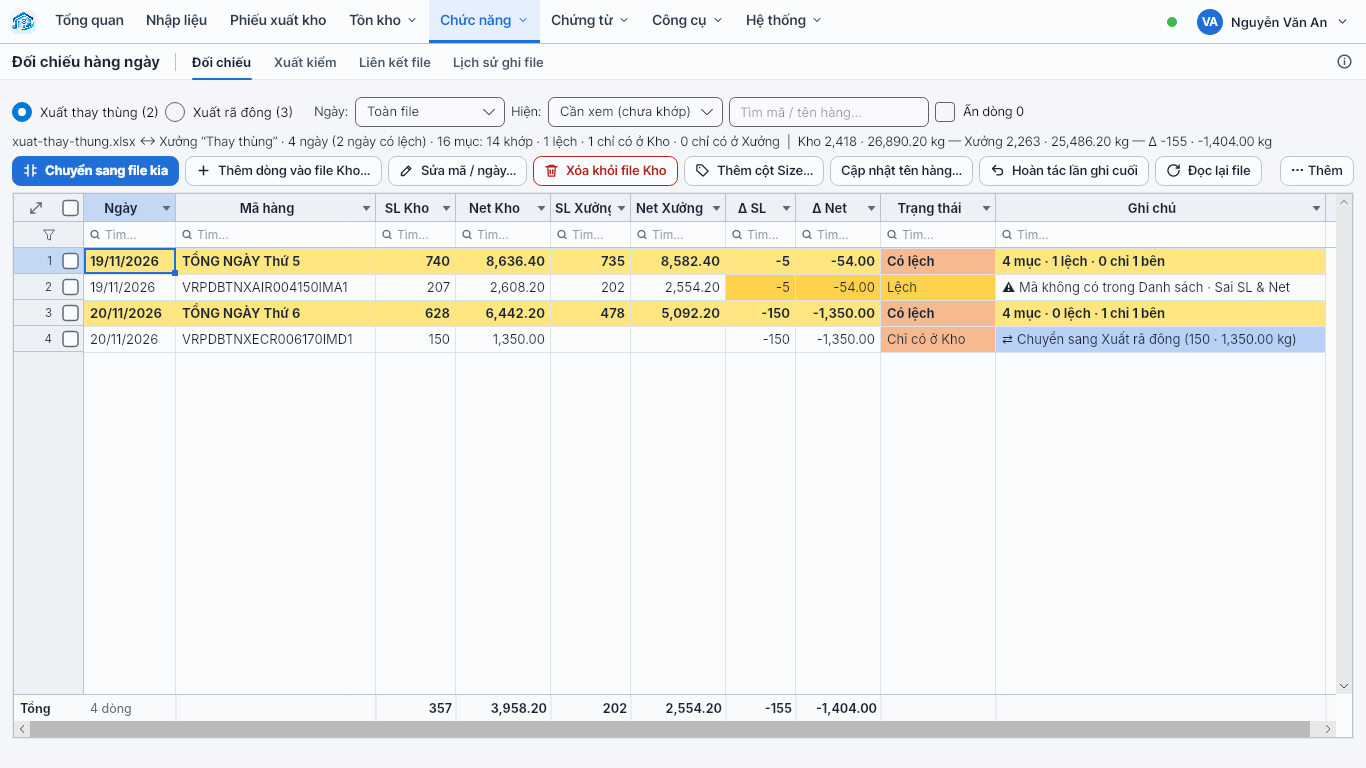 Tổng quan Nhập liệu Phiếu xuất kho Tồn kho Chức năng Chứng từ Công cụ Hệ thống VA Nguyễn Văn An
Đối chiếu hàng ngày Đối chiếu Xuất kiểm Liên kết file Lịch sử ghi file
Xuất thay thùng (2) Xuất rã đông (3) Ngày: Toàn file Hiện: Cần xem (chưa khớp) Tìm mã / tên hàng... Ẩn dòng 0
xuat-thay-thung.xlsx ↔ Xưởng “Thay thùng” · 4 ngày (2 ngày có lệch) · 16 mục: 14 khớp · 1 lệch · 1 chỉ có ở Kho · 0 chỉ có ở Xưởng | Kho 2,418 · 26,890.20 kg — Xưởng 2,263 · 25,486.20 kg — Δ -155 · -1,404.00 kg
Chuyển sang file kia Thêm dòng vào file Kho... Sửa mã / ngày... Xóa khỏi file Kho Thêm cột Size... Cập nhật tên hàng... Hoàn tác lần ghi cuối Đọc lại file ··· Thêm
Ngày Mã hàng SL Kho Net Kho SL Xưởng Net Xưởng Δ SL Δ Net Trạng thái Ghi chú
Tìm... Tìm... Tìm... Tìm... Tìm... Tìm... Tìm... Tìm... Tìm... Tìm...
1 19/11/2026 TỔNG NGÀY Thứ 5 740 8,636.40 735 8,582.40 -5 -54.00 Có lệch 4 mục · 1 lệch · 0 chỉ 1 bên
2 19/11/2026 VRPDBTNXAIR004150IMA1 207 2,608.20 202 2,554.20 -5 -54.00 Lệch ⚠ Mã không có trong Danh sách · Sai SL & Net
3 20/11/2026 TỔNG NGÀY Thứ 6 628 6,442.20 478 5,092.20 -150 -1,350.00 Có lệch 4 mục · 0 lệch · 1 chỉ 1 bên
4 20/11/2026 VRPDBTNXECR006170IMD1 150 1,350.00 -150 -1,350.00 Chỉ có ở Kho ⇄ Chuyển sang Xuất rã đông (150 · 1,350.00 kg)
Tổng 4 dòng 357 3,958.20 202 2,554.20 -155 -1,404.00